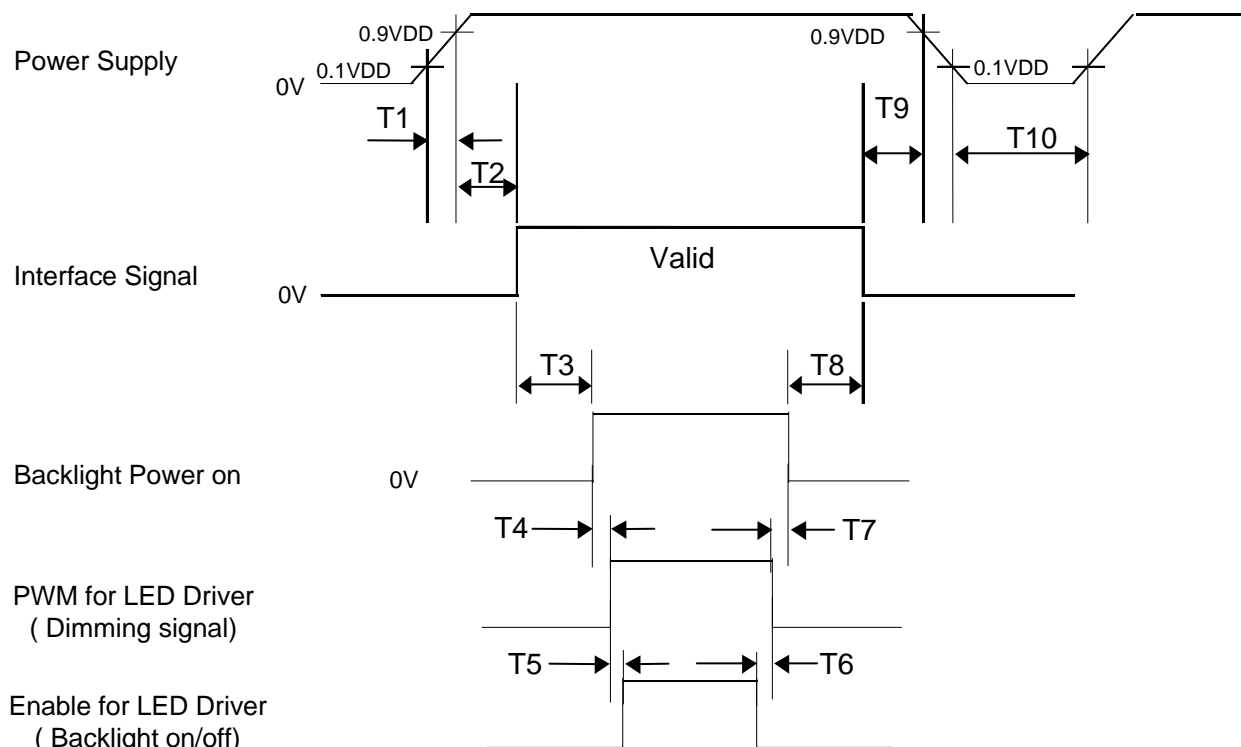 0.9VDD
0.9VDD
Power Supply
0.1VDD
0.1VDD
0V
T1
T9
T10
T2
Valid
Interface Signal
0V
T3
T8
Backlight Power on
0V
T4
T7
PWM for LED Driver
( Dimming signal)
T5
T6
Enable for LED Driver
( Backlight on/off)